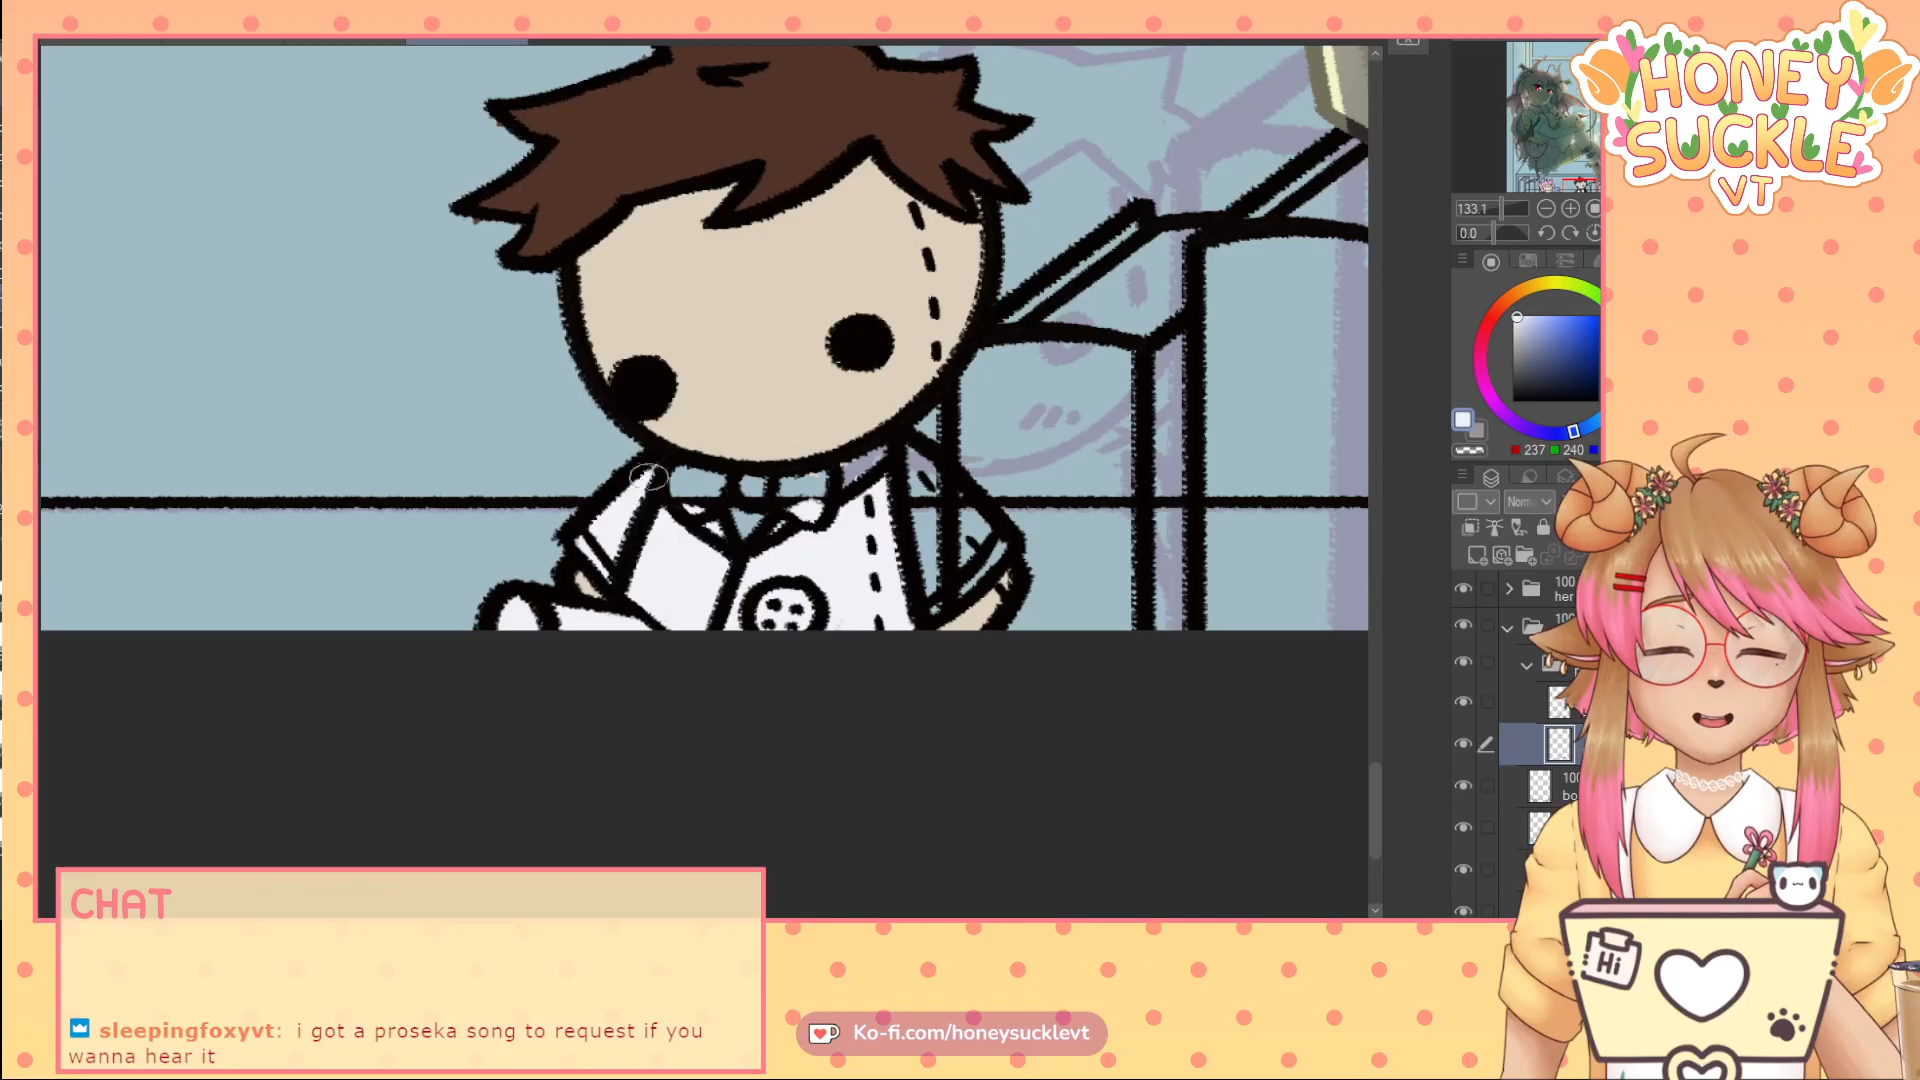 HONEY
SUCKLE
VT
133.1
0.0
237 240
Norm
100
her
100
100
bo
Hi
CHAT
sleepingfoxyvt: i got a proseka song to request if you
wanna hear it
Ko-fi.com/honeysucklevt